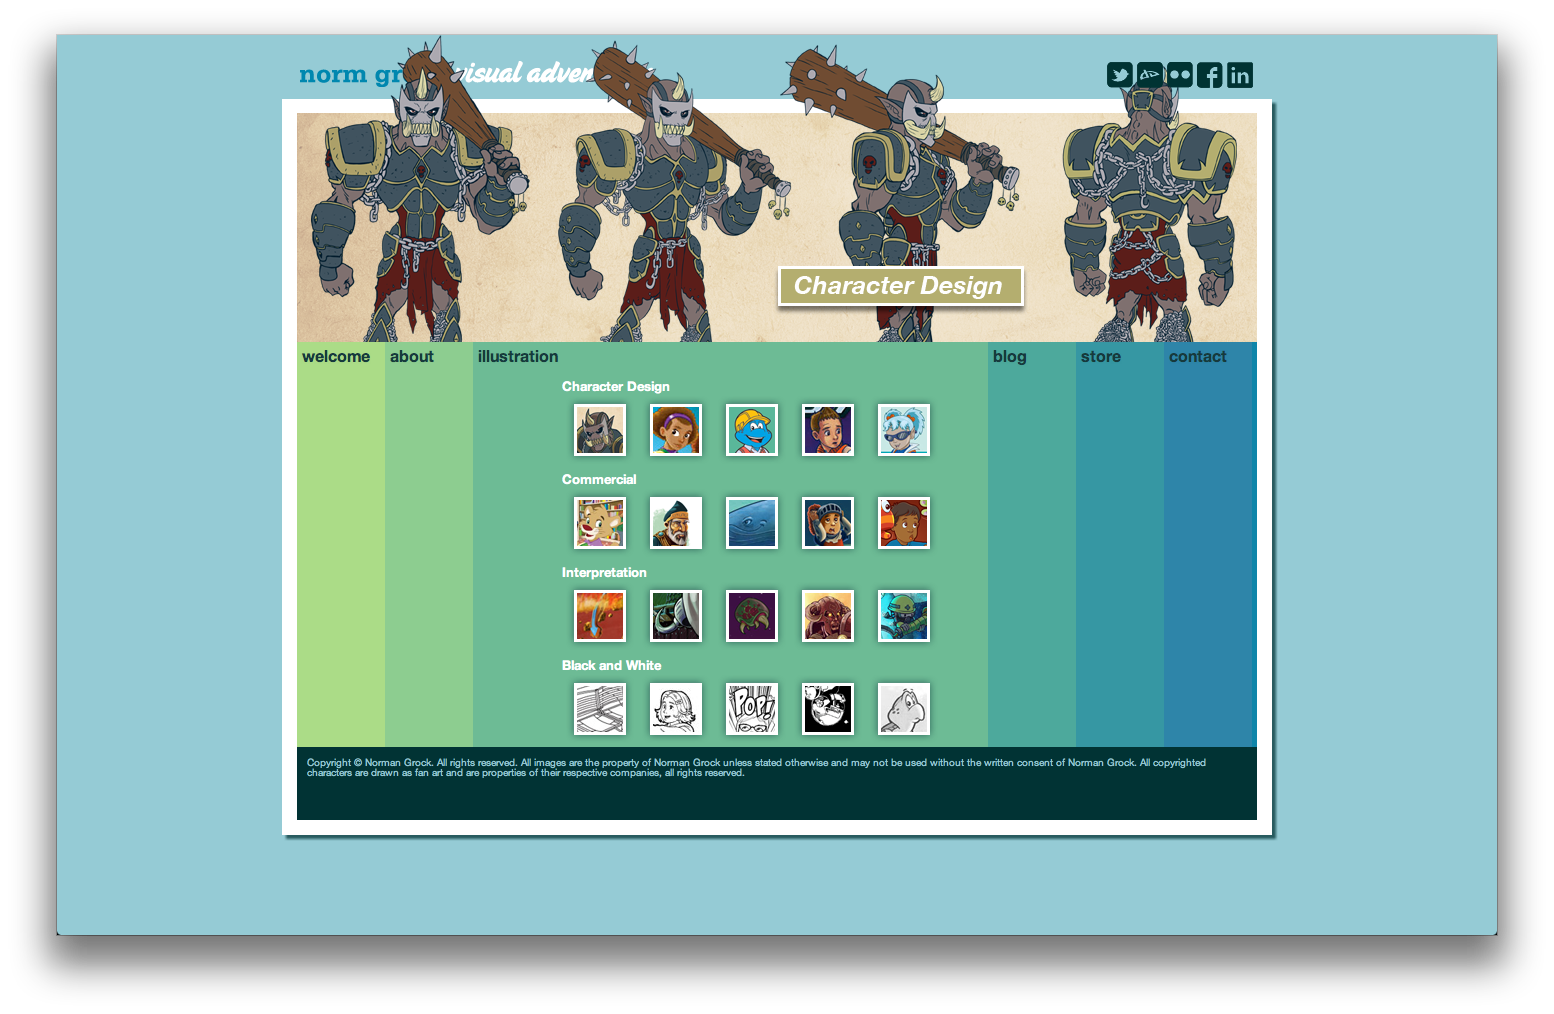 norm gr visual adven
Character Design
welcome about illustration blog store contact
Character Design
Commercial
Interpretation
Black and White
POP!
Copyright © Norman Grock. All rights reserved. All images are the property of Norman Grock unless stated otherwise and may not be used without the written consent of Norman Grock. All copyrighted
characters are drawn as fan art and are properties of their respective companies, all rights reserved.